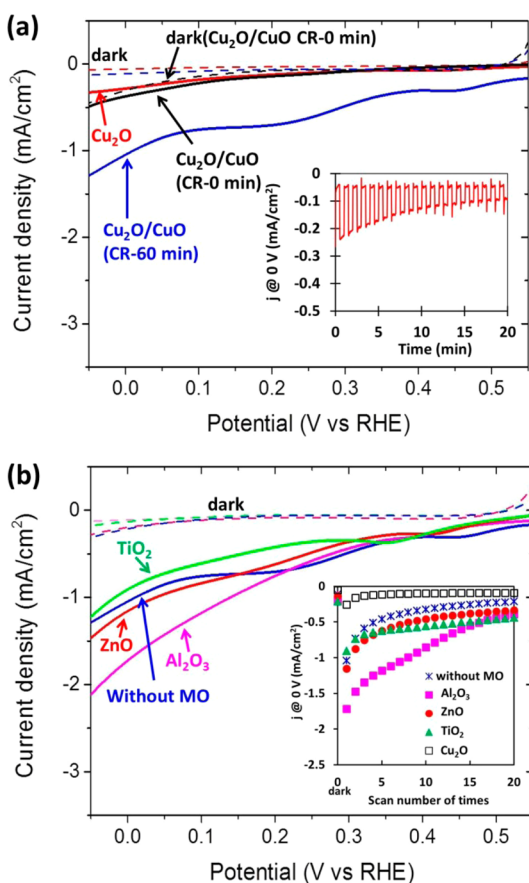 (a)
dark
dark(Cu₂O/CuO CR-0 min)
Cu₂O
Cu₂O/CuO
(CR-0 min)
Cu₂O/CuO
(CR-60 min)
0
-1
-2
-3
Current density (mA/cm²)
0.0 0.1 0.2 0.3 0.4 0.5
Potential (V vs RHE)
0
-0.1
-0.2
-0.3
-0.4
-0.5
j @ 0 V (mA/cm²)
0 5 10 15 20
Time (min)
(b)
dark
TiO₂
ZnO
Al₂O₃
Without MO
0
-1
-2
-3
Current density (mA/cm²)
0.0 0.1 0.2 0.3 0.4 0.5
Potential (V vs RHE)
0
-0.5
-1
-1.5
-2
-2.5
j @ 0 V (mA/cm²)
without MO
Al₂O₃
ZnO
TiO₂
Cu₂O
0 5 10 15 20
dark
Scan number of times